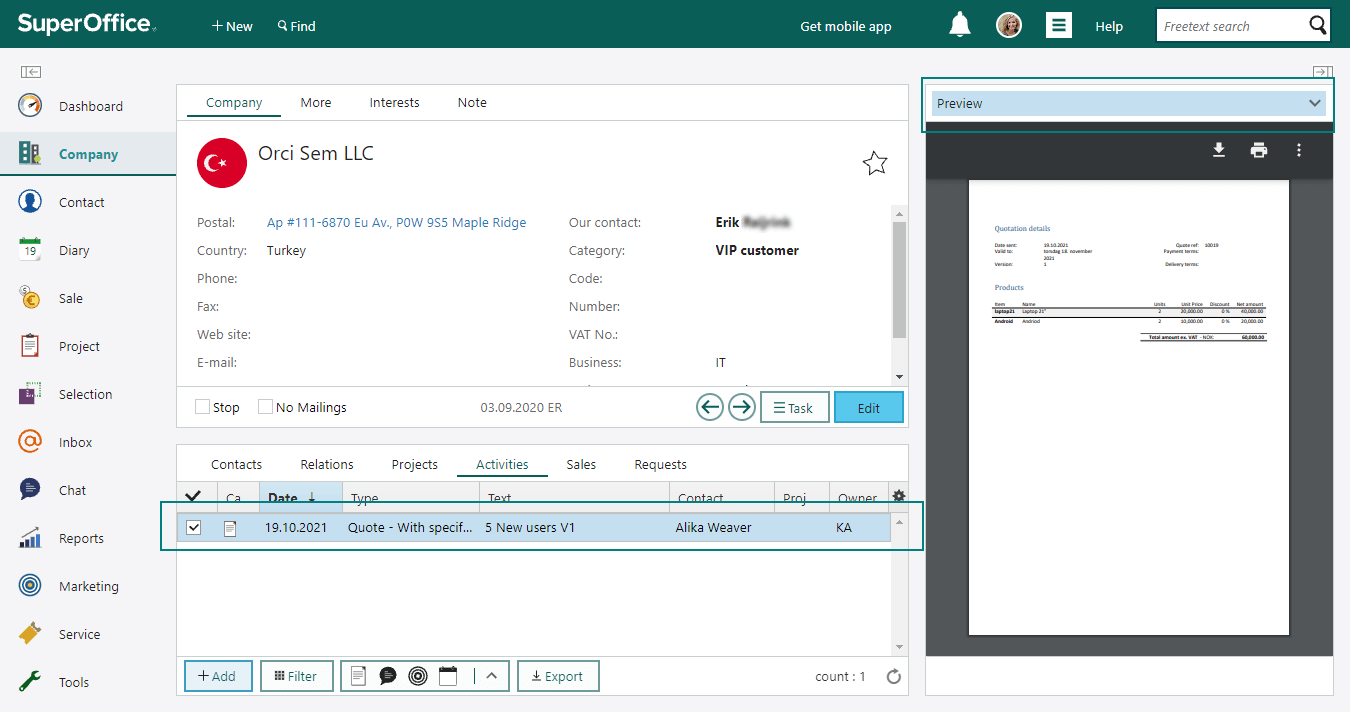 SuperOffice
New
Find
Get mobile app
Help
Freetext search
Dashboard
Company
Contact
Diary
19
Sale
Project
Selection
Inbox
Chat
Reports
Marketing
Service
Tools
Company More Interests Note
Orci Sem LLC
Postal: Ap #111-6870 Eu Av., P0W 9S5 Maple Ridge
Country: Turkey
Phone:
Fax:
Web site:
E-mail:
Our contact: Erik
Category: VIP customer
Code:
Number:
VAT No.:
Business: IT
Stop No Mailings 03.09.2020 ER Task Edit
Contacts Relations Projects Activities Sales Requests
Ca Date Type Text Contact Proj Owner
19.10.2021 Quote - With specif... 5 New users V1 Alika Weaver KA
+ Add Filter Export count : 1
Preview
Quotation details
Date sent: 19.10.2021 Quote ref: 10019
Valid to: torsdag 18. november Payment terms:
2021
Version: 1 Delivery terms:
Products
Item Name Units Unit Price Discount Net amount
laptop21 Laptop 21" 2 20,000.00 0 % 40,000.00
Android Andriod 2 10,000.00 0 % 20,000.00
Total amount ex. VAT - NOK: 60,000.00